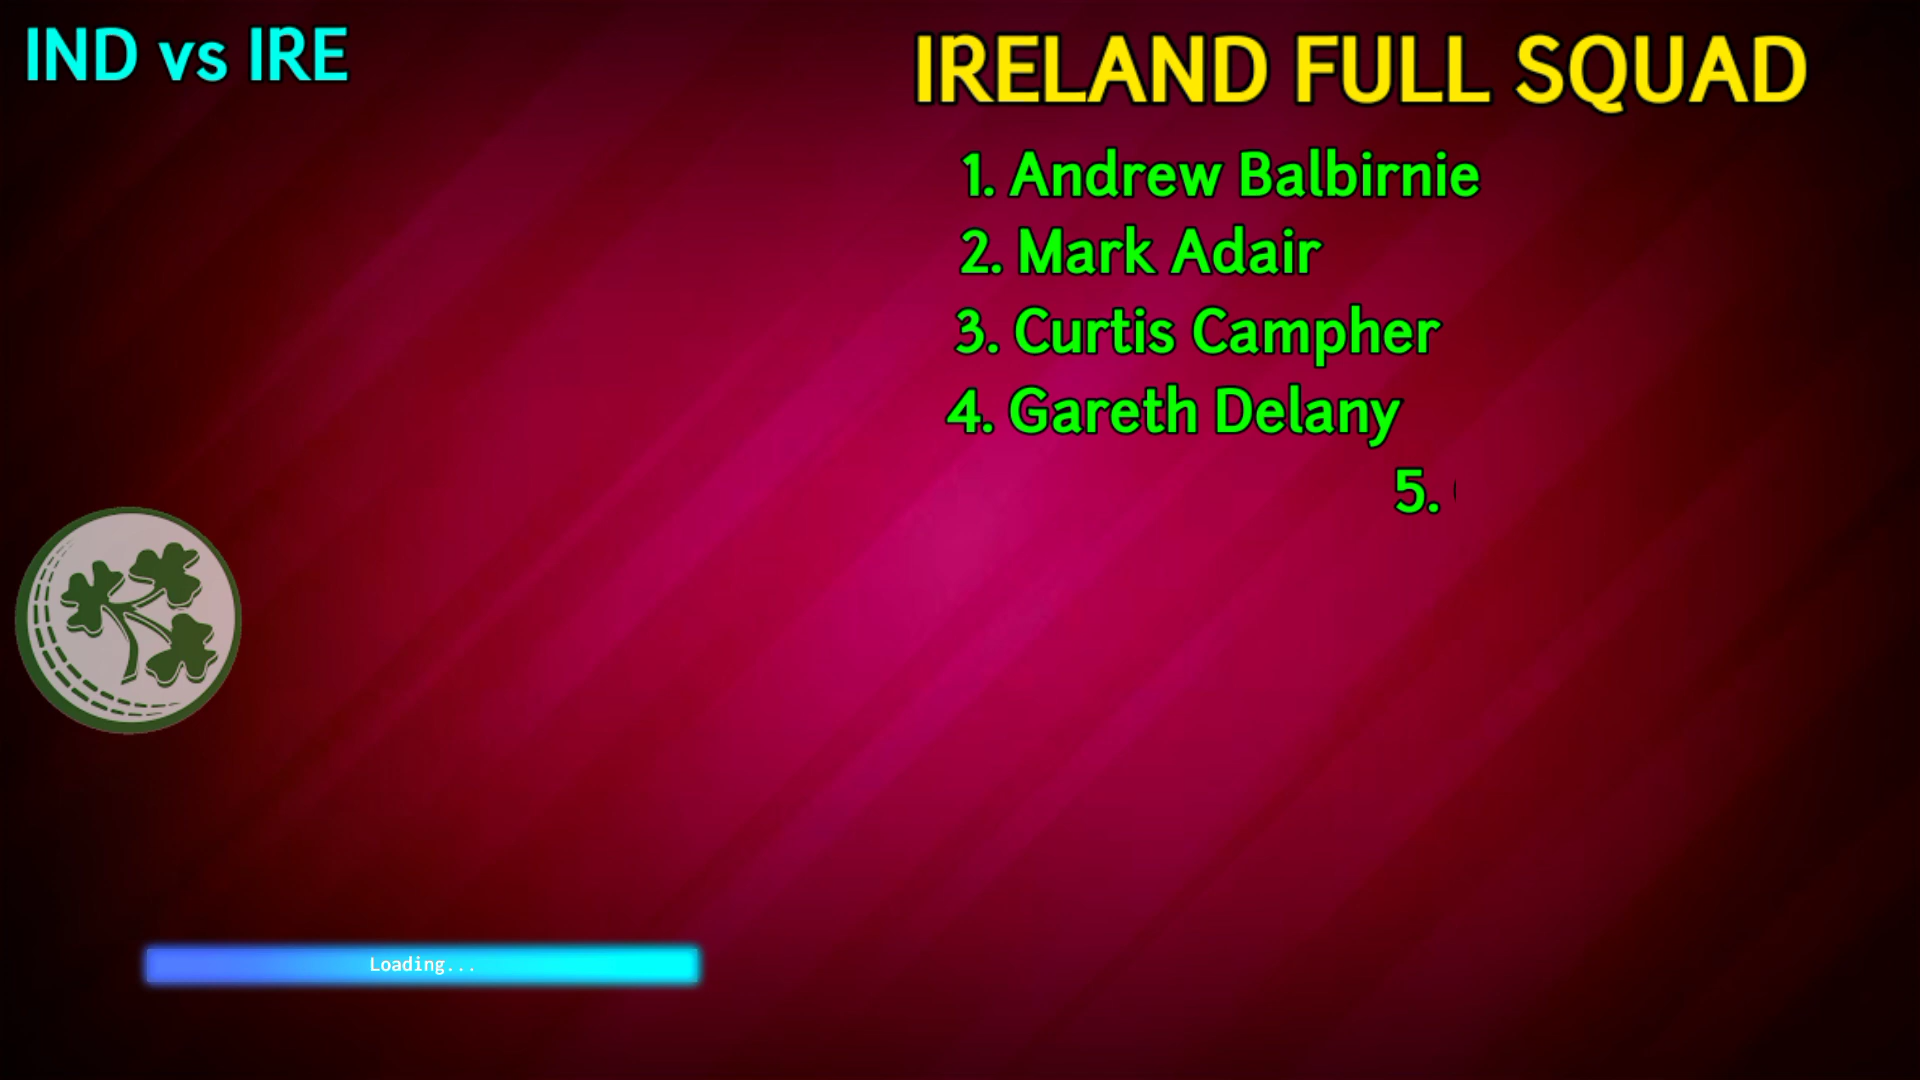 IND vs IRE
IRELAND FULL SQUAD
1. Andrew Balbirnie
2. Mark Adair
3. Curtis Campher
4. Gareth Delany
5.
Loading...